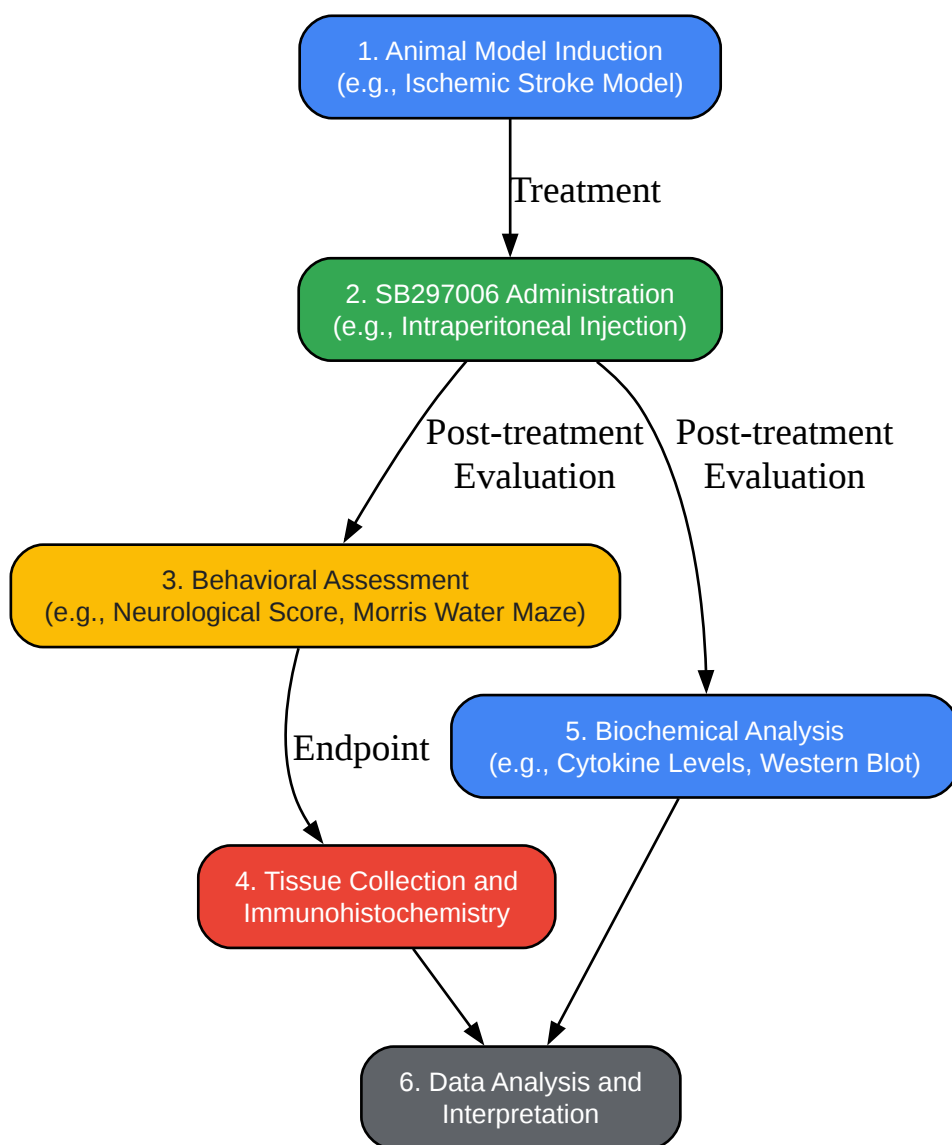 1. Animal Model Induction
(e.g., Ischemic Stroke Model)
Treatment
2. SB297006 Administration
(e.g., Intraperitoneal Injection)
Post-treatment
Evaluation
Post-treatment
Evaluation
3. Behavioral Assessment
(e.g., Neurological Score, Morris Water Maze)
Endpoint
5. Biochemical Analysis
(e.g., Cytokine Levels, Western Blot)
4. Tissue Collection and
Immunohistochemistry
6. Data Analysis and
Interpretation